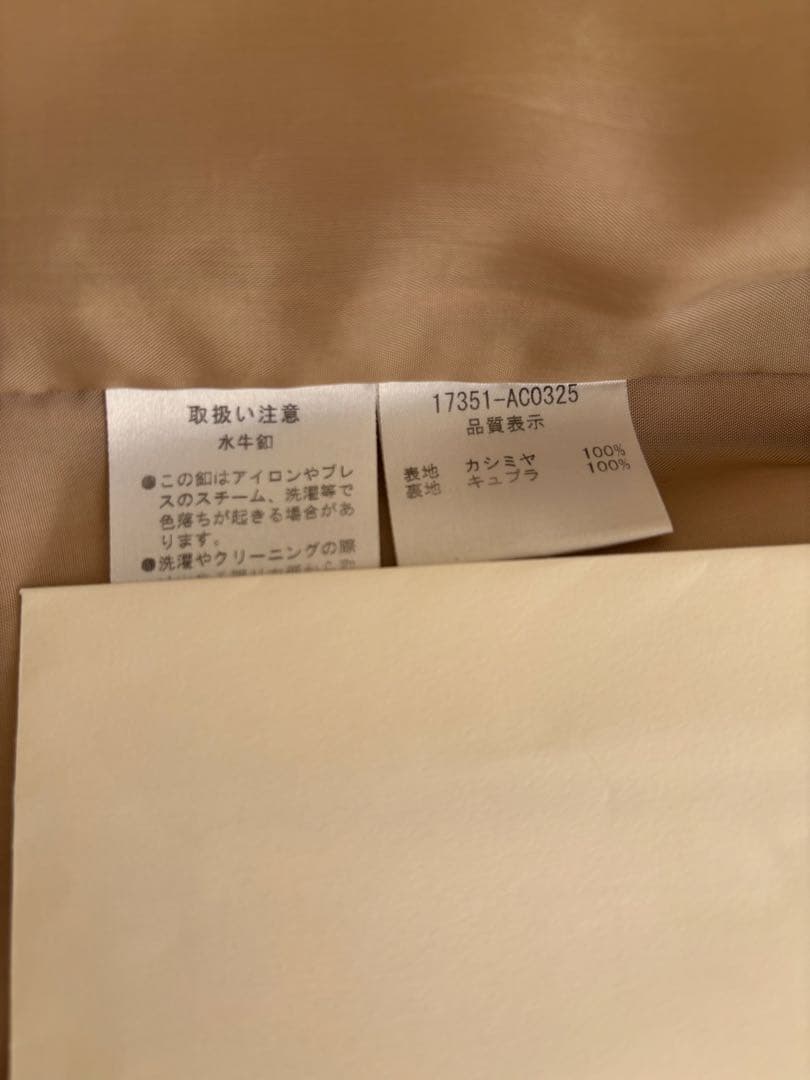 取扱い注意
水牛釦
●この釦はアイロンやプレ
スのスチーム、洗濯等で
色落ちが起きる場合があ
ります。
●洗濯やクリーニングの際
17351-AC0325
品質表示
表地 カシミヤ 100%
裏地 キュプラ 100%